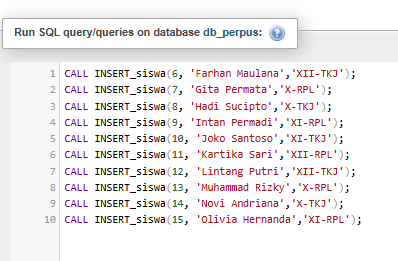 Run SQL query/queries on database db_perpus:
1 CALL INSERT_siswa(6, 'Farhan Maulana','XII-TKJ');
2 CALL INSERT_siswa(7, 'Gita Permata','X-RPL');
3 CALL INSERT_siswa(8, 'Hadi Sucipto','X-TKJ');
4 CALL INSERT_siswa(9, 'Intan Permadi','XI-RPL');
5 CALL INSERT_siswa(10, 'Joko Santoso','XI-TKJ');
6 CALL INSERT_siswa(11, 'Kartika Sari','XII-RPL');
7 CALL INSERT_siswa(12, 'Lintang Putri','XII-TKJ');
8 CALL INSERT_siswa(13, 'Muhammad Rizky','X-RPL');
9 CALL INSERT_siswa(14, 'Novi Andriana','X-TKJ');
10 CALL INSERT_siswa(15, 'Olivia Hernanda','XI-RPL');